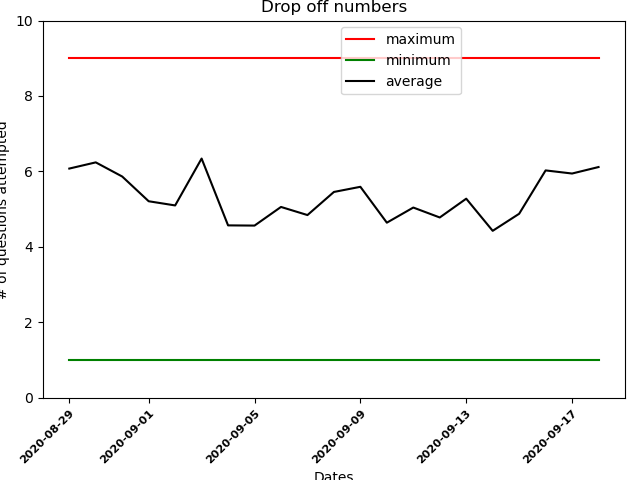 Drop off numbers
maximum
minimum
average
# of questions attempted
10
8
6
4
2
0
2020-08-29
2020-09-01
2020-09-05
2020-09-09
2020-09-13
2020-09-17
Dates